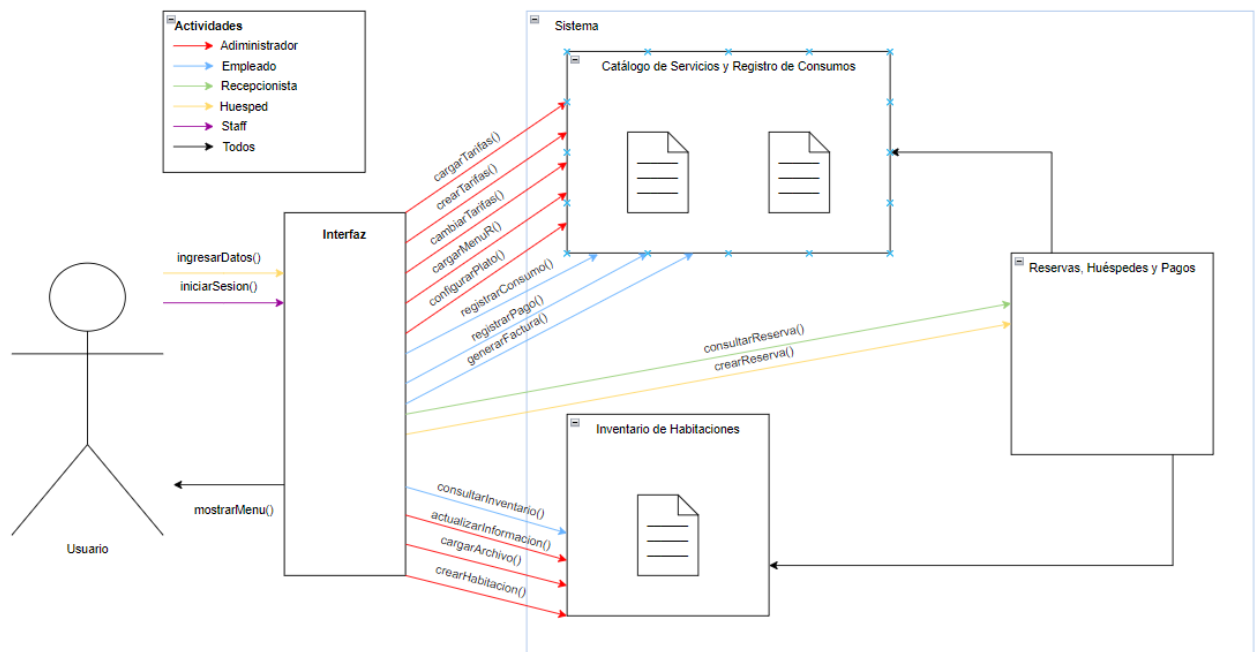 Actividades
Adiministrador
Empleado
Recepcionista
Huesped
Staff
Todos
Sistema
Catálogo de Servicios y Registro de Consumos
cargarTarifas()
crearTarifas()
cambiarTarifas()
cargarMenuR()
configurarPlato()
registrarConsumo()
registrarPago()
generarFactura()
Interfaz
ingresarDatos()
iniciarSesion()
mostrarMenu()
Usuario
Reservas, Huéspedes y Pagos
consultarReserva()
crearReserva()
Inventario de Habitaciones
consultarInventario()
actualizarInformacion()
cargarArchivo()
crearHabitacion()